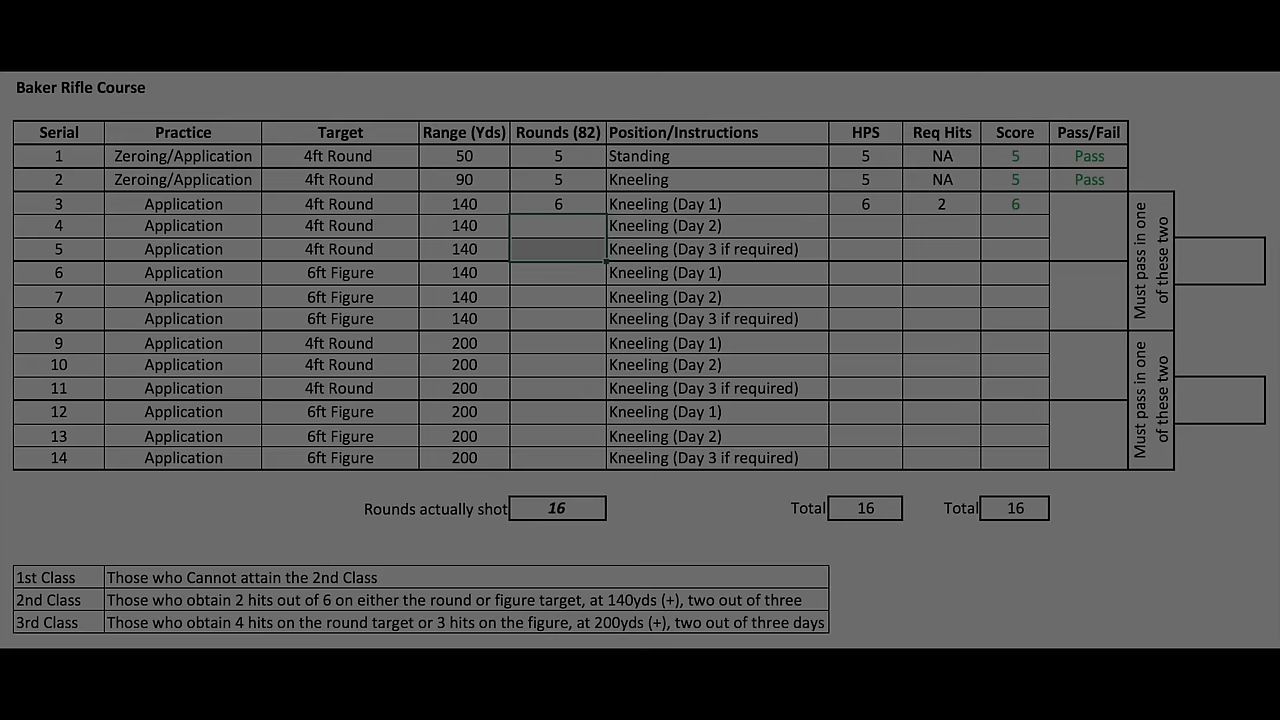 Baker Rifle Course
Serial Practice Target Range (Yds) Rounds (82) Position/Instructions HPS Req Hits Score Pass/Fail
1 Zeroing/Application 4ft Round 50 5 Standing 5 NA 5 Pass
2 Zeroing/Application 4ft Round 90 5 Kneeling 5 NA 5 Pass
3 Application 4ft Round 140 6 Kneeling (Day 1) 6 2 6
4 Application 4ft Round 140 Kneeling (Day 2)
5 Application 4ft Round 140 Kneeling (Day 3 if required)
6 Application 6ft Figure 140 Kneeling (Day 1)
7 Application 6ft Figure 140 Kneeling (Day 2)
8 Application 6ft Figure 140 Kneeling (Day 3 if required)
Must pass in one
of these two
9 Application 4ft Round 200 Kneeling (Day 1)
10 Application 4ft Round 200 Kneeling (Day 2)
11 Application 4ft Round 200 Kneeling (Day 3 if required)
12 Application 6ft Figure 200 Kneeling (Day 1)
13 Application 6ft Figure 200 Kneeling (Day 2)
14 Application 6ft Figure 200 Kneeling (Day 3 if required)
Must pass in one
of these two
Rounds actually shot 16 Total 16 Total 16
1st Class Those who Cannot attain the 2nd Class
2nd Class Those who obtain 2 hits out of 6 on either the round or figure target, at 140yds (+), two out of three
3rd Class Those who obtain 4 hits on the round target or 3 hits on the figure, at 200yds (+), two out of three days